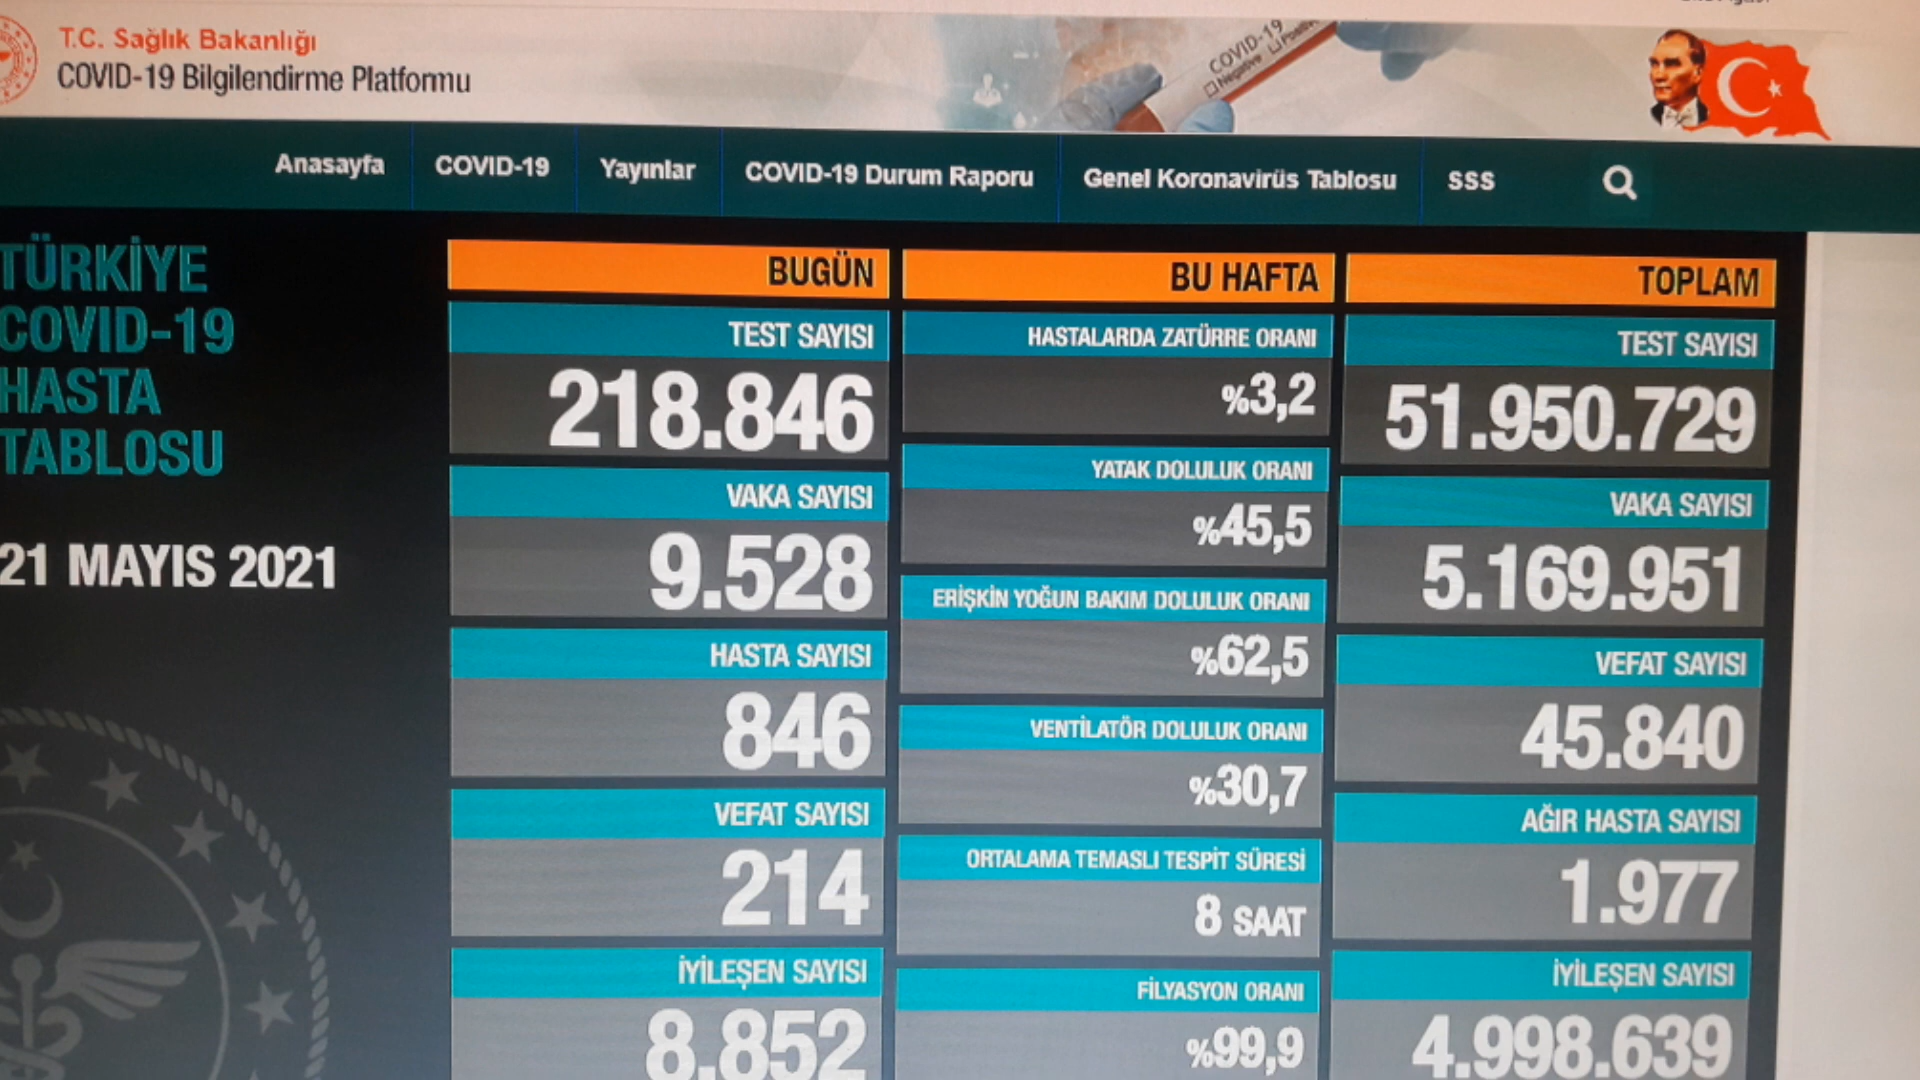 T.C. Sağlık Bakanlığı
COVID-19 Bilgilendirme Platformu
COVID-19
Negative
Anasayfa
COVID-19
Yayınlar
COVID-19 Durum Raporu
Genel Koronavirüs Tablosu
SSS
TÜRKİYE
COVID-19
HASTA
TABLOSU
21 MAYIS 2021
BUGÜN
TEST SAYISI
218.846
VAKA SAYISI
9.528
HASTA SAYISI
846
VEFAT SAYISI
214
İYİLEŞEN SAYISI
8.852
BU HAFTA
HASTALARDA ZATÜRRE ORANI
%3,2
YATAK DOLULUK ORANI
%45,5
ERİŞKİN YOĞUN BAKIM DOLULUK ORANI
%62,5
VENTİLATÖR DOLULUK ORANI
%30,7
ORTALAMA TEMASLI TESPİT SÜRESİ
8 SAAT
FİLYASYON ORANI
%99,9
TOPLAM
TEST SAYISI
51.950.729
VAKA SAYISI
5.169.951
VEFAT SAYISI
45.840
AĞIR HASTA SAYISI
1.977
İYİLEŞEN SAYISI
4.998.639